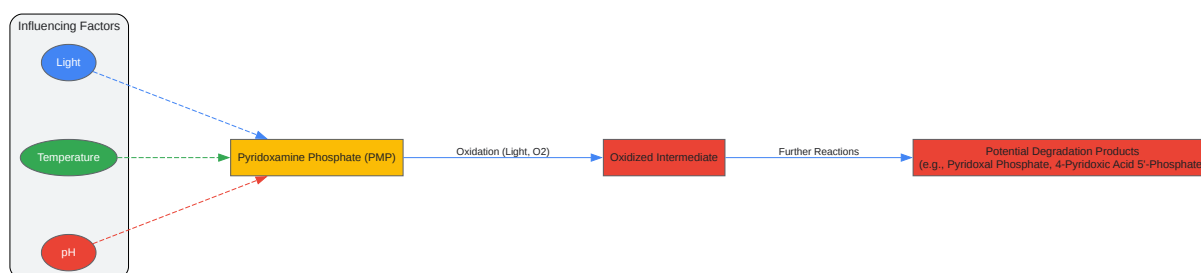 Influencing Factors
Light
Temperature
pH
Pyridoxamine Phosphate (PMP)
Oxidation (Light, O2)
Oxidized Intermediate
Further Reactions
Potential Degradation Products
(e.g., Pyridoxal Phosphate, 4-Pyridoxic Acid 5'-Phosphate